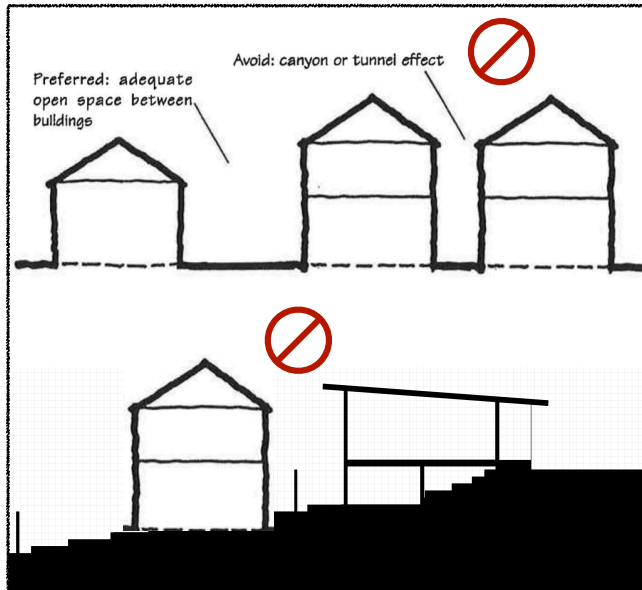 Preferred: adequate
open space between
buildings
Avoid: canyon or tunnel effect